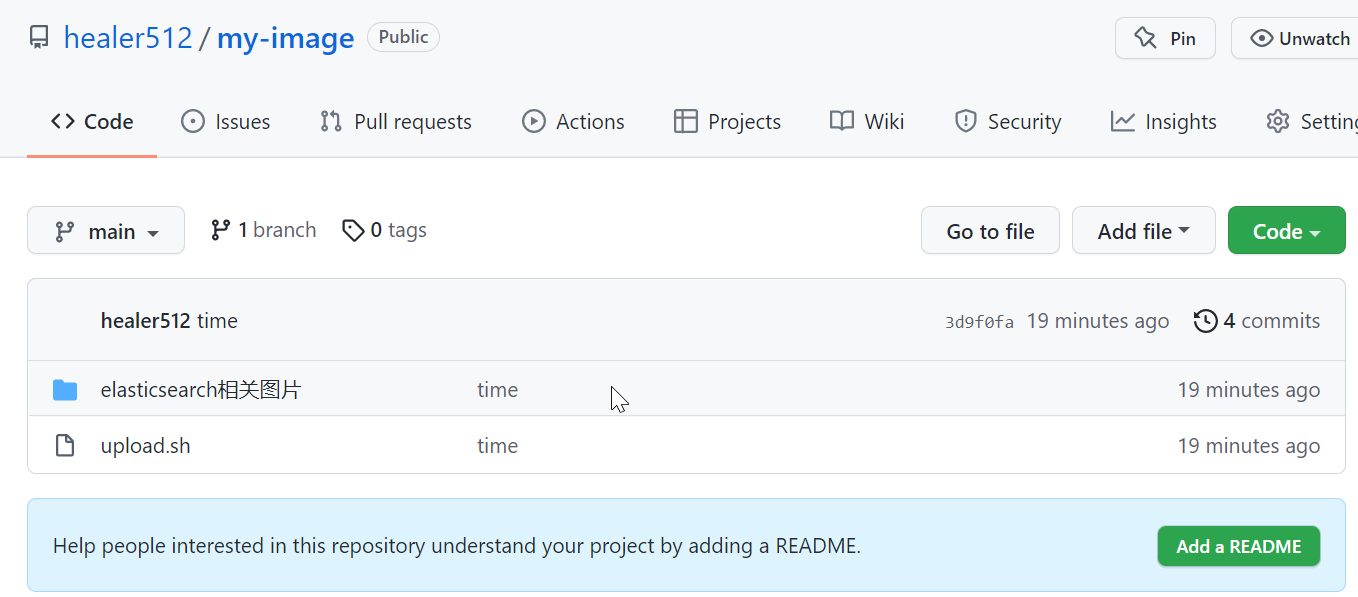 healer512 / my-image Public Pin Unwatch
Code Issues Pull requests Actions Projects Wiki Security Insights Setting
main 1 branch 0 tags Go to file Add file Code
healer512 time 3d9f0fa 19 minutes ago 4 commits
elasticsearch相关图片 time 19 minutes ago
upload.sh time 19 minutes ago
Help people interested in this repository understand your project by adding a README. Add a README